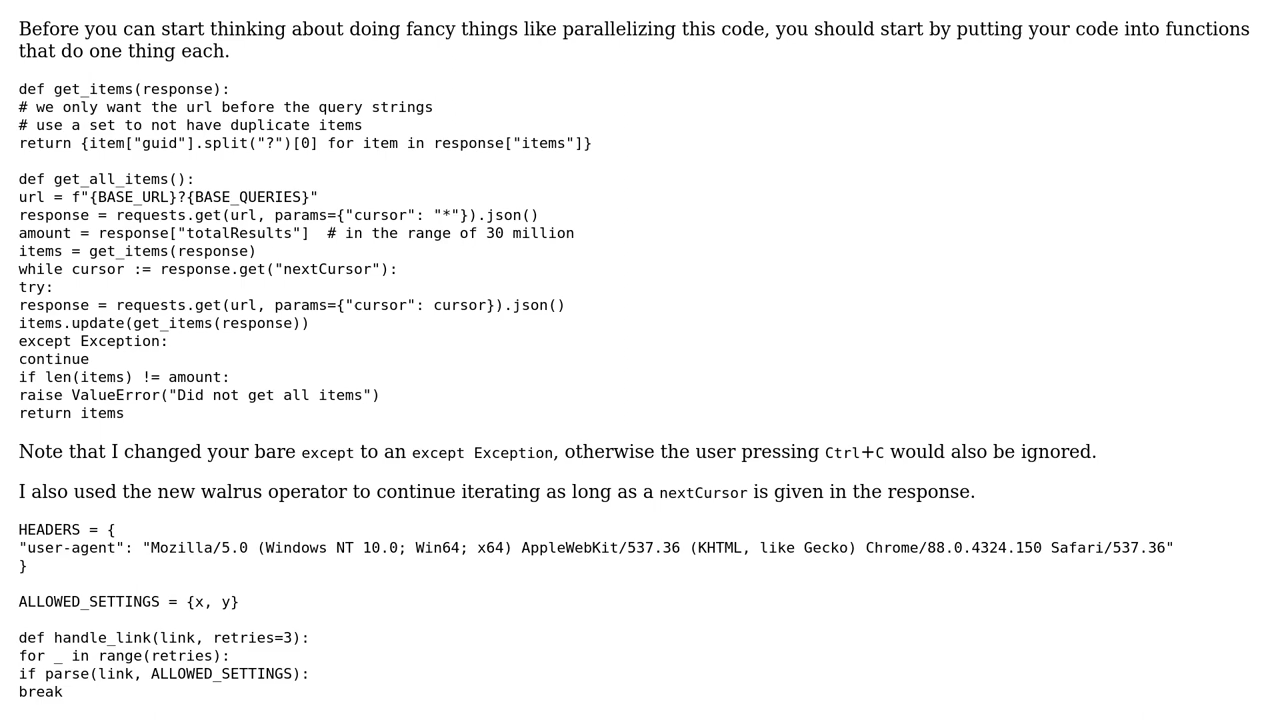 Before you can start thinking about doing fancy things like parallelizing this code, you should start by putting your code into functions
that do one thing each.
def get_items(response):
# we only want the url before the query strings
# use a set to not have duplicate items
return {item["guid"].split("?")[0] for item in response["items"]}
def get_all_items():
url = f"{BASE_URL}?{BASE_QUERIES}"
response = requests.get(url, params={"cursor": "*"}).json()
amount = response["totalResults"]  # in the range of 30 million
items = get_items(response)
while cursor := response.get("nextCursor"):
try:
response = requests.get(url, params={"cursor": cursor}).json()
items.update(get_items(response))
except Exception:
continue
if len(items) != amount:
raise ValueError("Did not get all items")
return items
Note that I changed your bare except to an except Exception, otherwise the user pressing Ctrl+C would also be ignored.
I also used the new walrus operator to continue iterating as long as a nextCursor is given in the response.
HEADERS = {
"user-agent": "Mozilla/5.0 (Windows NT 10.0; Win64; x64) AppleWebKit/537.36 (KHTML, like Gecko) Chrome/88.0.4324.150 Safari/537.36"
}
ALLOWED_SETTINGS = {x, y}
def handle_link(link, retries=3):
for _ in range(retries):
if parse(link, ALLOWED_SETTINGS):
break